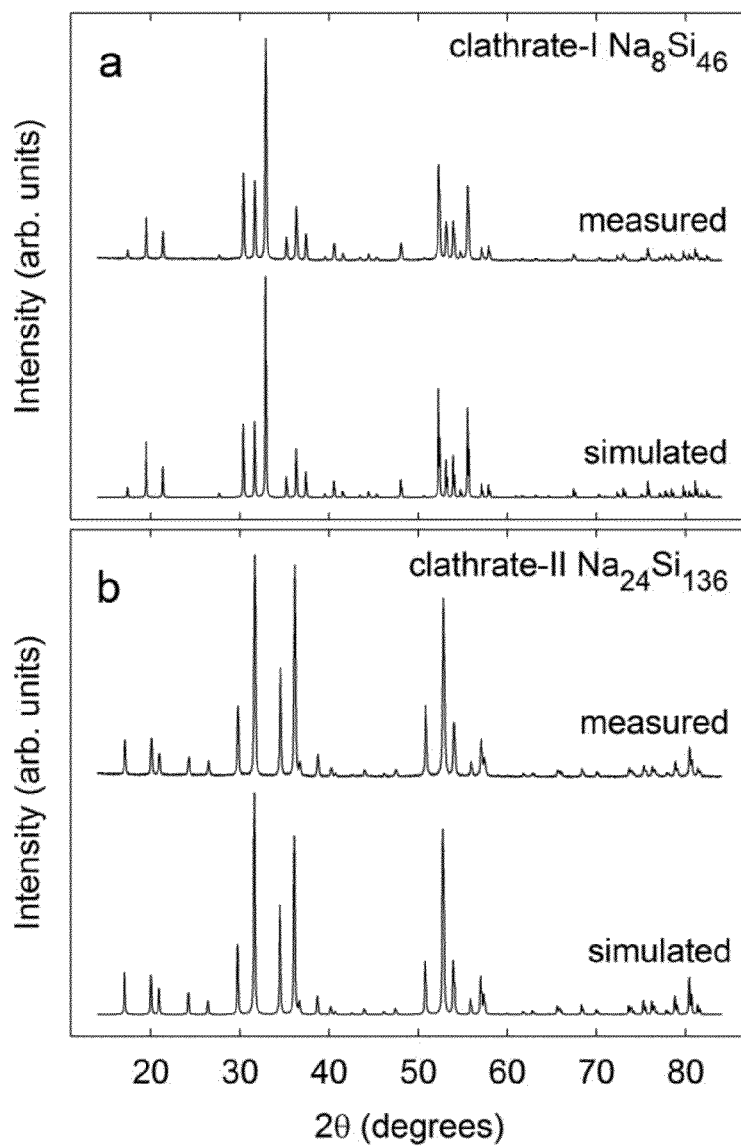 a
clathrate-I Na8Si46
Intensity (arb. units)
measured
simulated
b
clathrate-II Na24Si136
Intensity (arb. units)
measured
simulated
20 30 40 50 60 70 80
2θ (degrees)